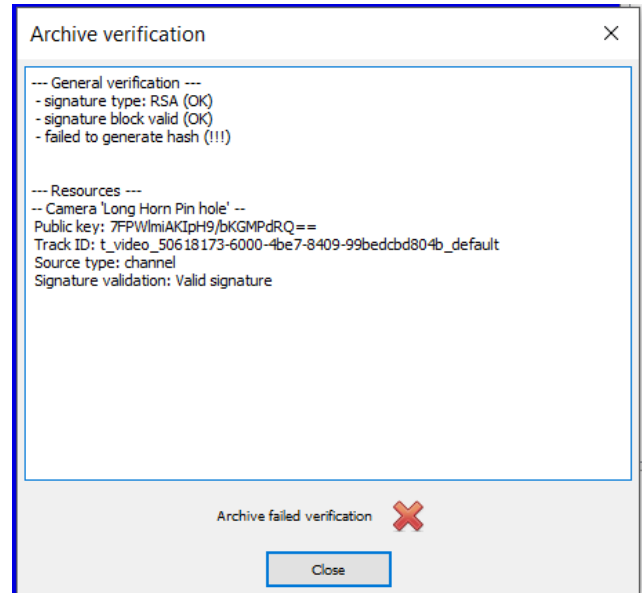 Archive verification
--- General verification ---
- signature type: RSA (OK)
- signature block valid (OK)
- failed to generate hash (!!!)
--- Resources ---
-- Camera 'Long Horn Pin hole' --
Public key: 7FPWlmiAKIpH9/bKGMPdRQ==
Track ID: t_video_50618173-6000-4be7-8409-99bedcbd804b_default
Source type: channel
Signature validation: Valid signature
Archive failed verification
Close